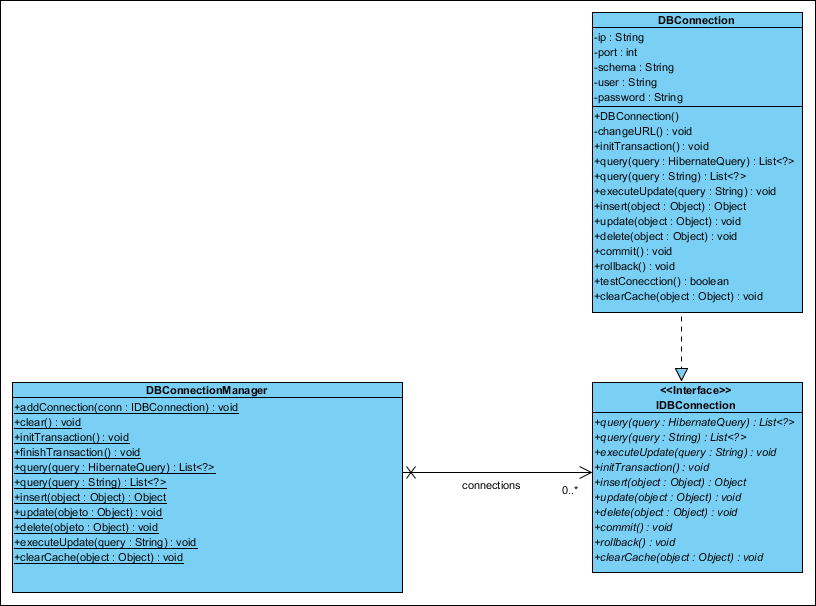 DBConnection
-ip : String
-port : int
-schema : String
-user : String
-password : String
+DBConnection()
-changeURL() : void
+initTransaction() : void
+query(query : HibernateQuery) : List<?>
+query(query : String) : List<?>
+executeUpdate(query : String) : void
+insert(object : Object) : Object
+update(object : Object) : void
+delete(object : Object) : void
+commit() : void
+rollback() : void
+testConecction() : boolean
+clearCache(object : Object) : void
DBConnectionManager
+addConnection(conn : IDBConnection) : void
+clear() : void
+initTransaction() : void
+finishTransaction() : void
+query(query : HibernateQuery) : List<?>
+query(query : String) : List<?>
+insert(object : Object) : Object
+update(objeto : Object) : void
+delete(objeto : Object) : void
+executeUpdate(query : String) : void
+clearCache(object : Object) : void
connections
0..*
<<Interface>>
IDBConnection
+query(query : HibernateQuery) : List<?>
+query(query : String) : List<?>
+executeUpdate(query : String) : void
+initTransaction() : void
+insert(object : Object) : Object
+update(object : Object) : void
+delete(object : Object) : void
+commit() : void
+rollback() : void
+clearCache(object : Object) : void